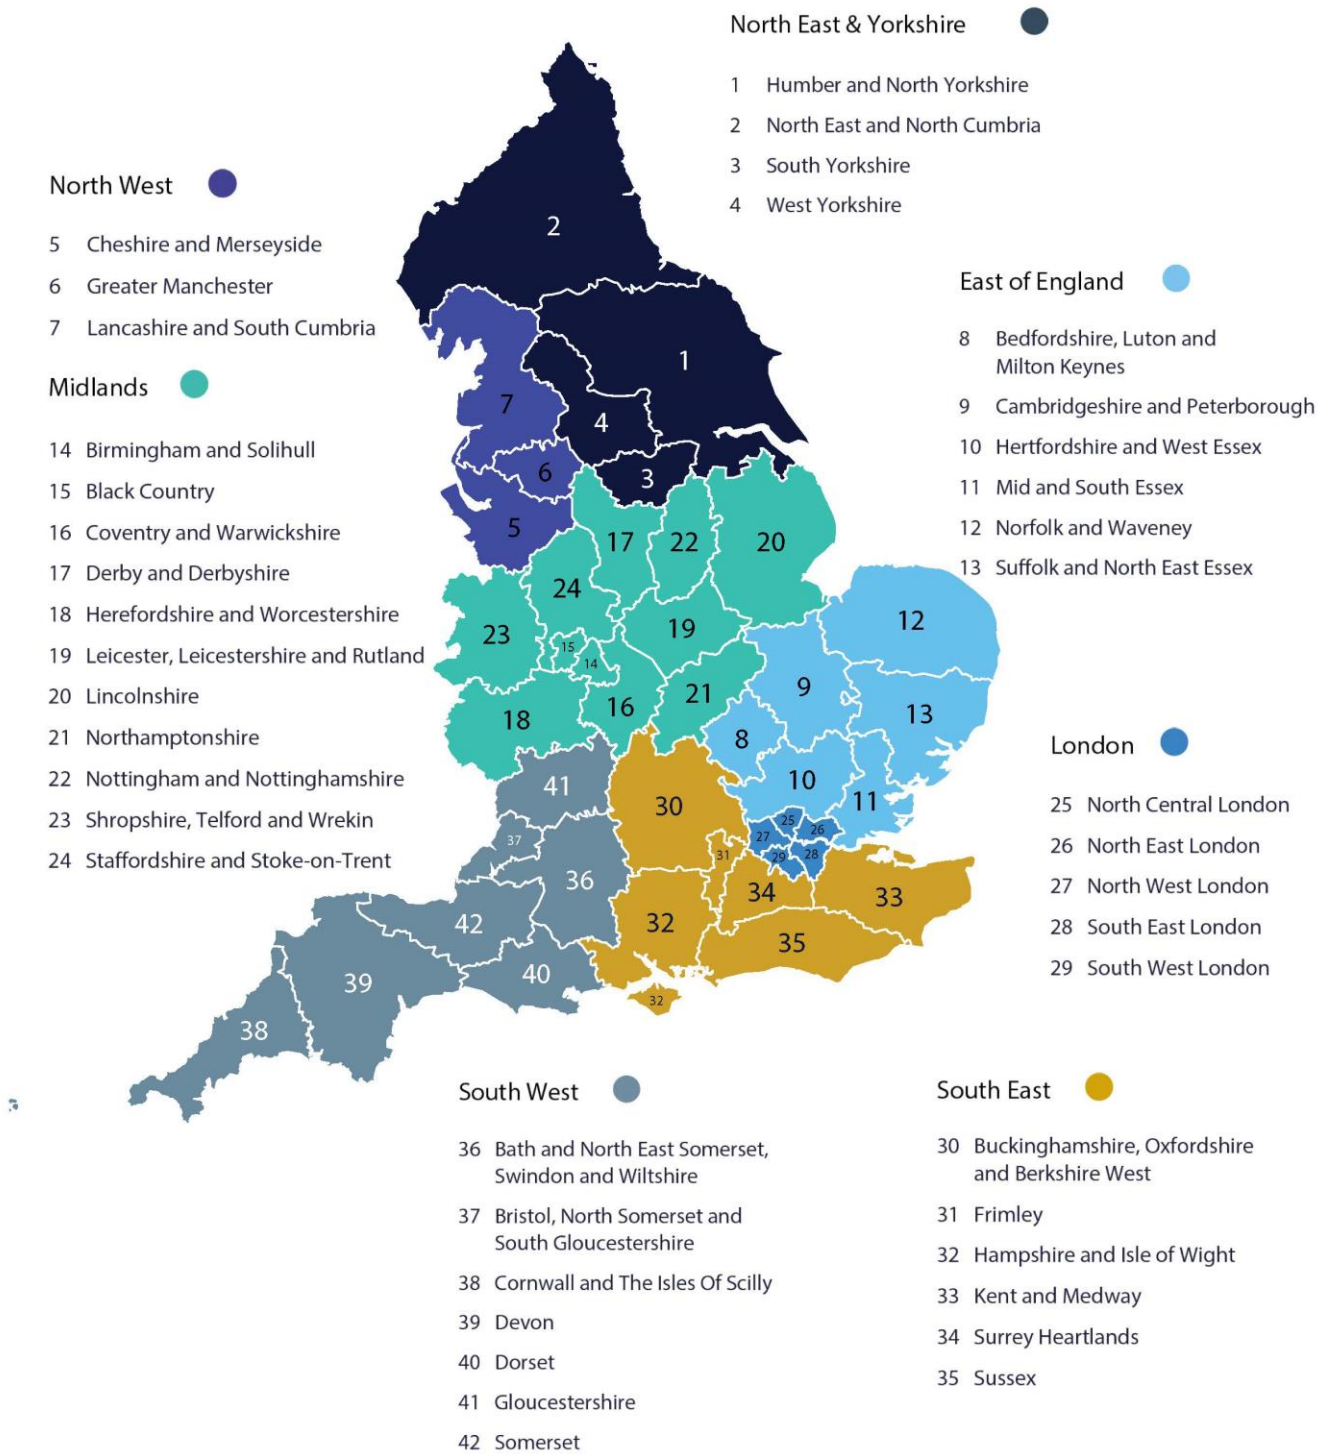 North East & Yorkshire
1 Humber and North Yorkshire
2 North East and North Cumbria
3 South Yorkshire
4 West Yorkshire
North West
5 Cheshire and Merseyside
6 Greater Manchester
7 Lancashire and South Cumbria
Midlands
14 Birmingham and Solihull
15 Black Country
16 Coventry and Warwickshire
17 Derby and Derbyshire
18 Herefordshire and Worcestershire
19 Leicester, Leicestershire and Rutland
20 Lincolnshire
21 Northamptonshire
22 Nottingham and Nottinghamshire
23 Shropshire, Telford and Wrekin
24 Staffordshire and Stoke-on-Trent
East of England
8 Bedfordshire, Luton and
Milton Keynes
9 Cambridgeshire and Peterborough
10 Hertfordshire and West Essex
11 Mid and South Essex
12 Norfolk and Waveney
13 Suffolk and North East Essex
London
25 North Central London
26 North East London
27 North West London
28 South East London
29 South West London
South West
36 Bath and North East Somerset,
Swindon and Wiltshire
37 Bristol, North Somerset and
South Gloucestershire
38 Cornwall and The Isles Of Scilly
39 Devon
40 Dorset
41 Gloucestershire
42 Somerset
South East
30 Buckinghamshire, Oxfordshire
and Berkshire West
31 Frimley
32 Hampshire and Isle of Wight
33 Kent and Medway
34 Surrey Heartlands
35 Sussex
2
1
7
4
6
3
5
17
22
20
24
12
19
23
15
14
9
21
16
13
18
8
10
41
11
30
25
26
27
37
31
29
28
36
34
33
42
32
35
40
39
32
38